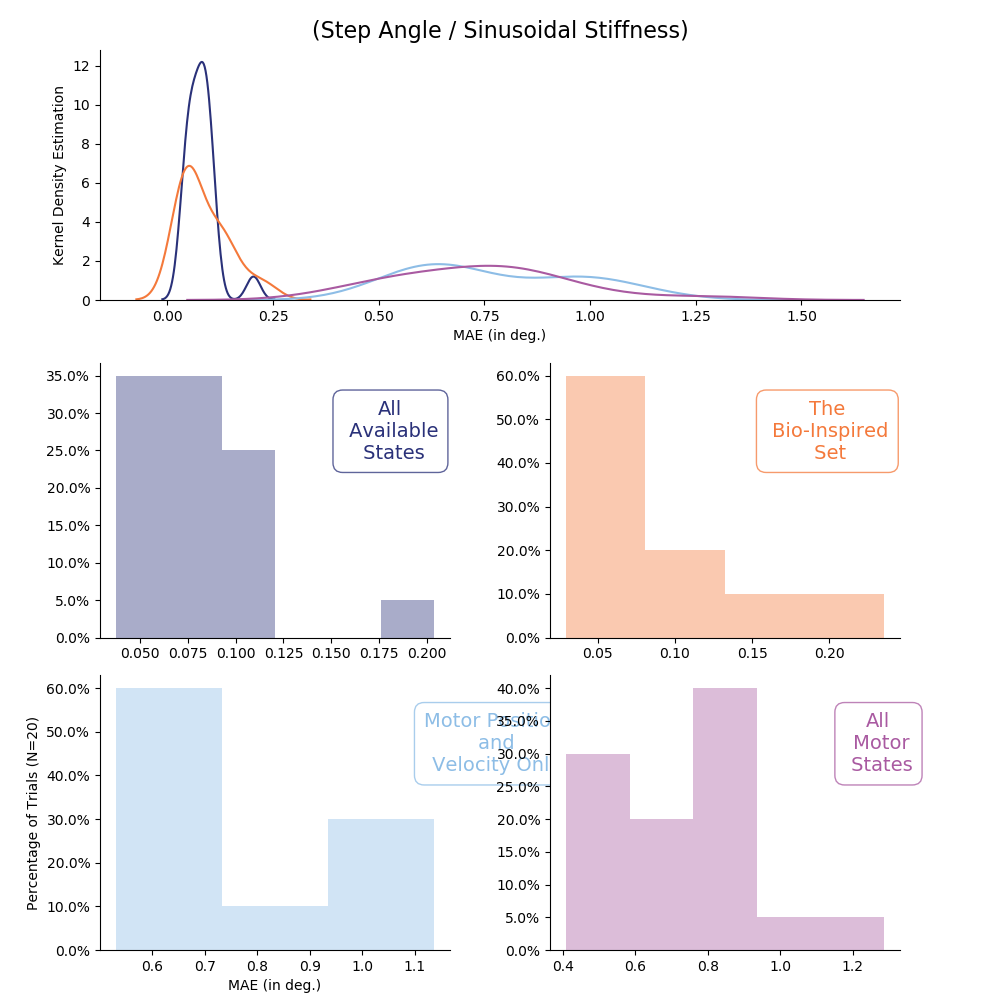 (Step Angle / Sinusoidal Stiffness)
Kernel Density Estimation
12
10
8
6
4
2
0
0.00 0.25 0.50 0.75 1.00 1.25 1.50
MAE (in deg.)
35.0%
30.0%
25.0%
20.0%
15.0%
10.0%
5.0%
0.0%
0.050 0.075 0.100 0.125 0.150 0.175 0.200
All
Available
States
60.0%
50.0%
40.0%
30.0%
20.0%
10.0%
0.0%
0.05 0.10 0.15 0.20
The
Bio-Inspired
Set
Percentage of Trials (N=20)
60.0%
50.0%
40.0%
30.0%
20.0%
10.0%
0.0%
0.6 0.7 0.8 0.9 1.0 1.1
MAE (in deg.)
Motor Positio
and
Velocity Onl
40.0%
35.0%
30.0%
25.0%
20.0%
15.0%
10.0%
5.0%
0.0%
0.4 0.6 0.8 1.0 1.2
All
Motor
States